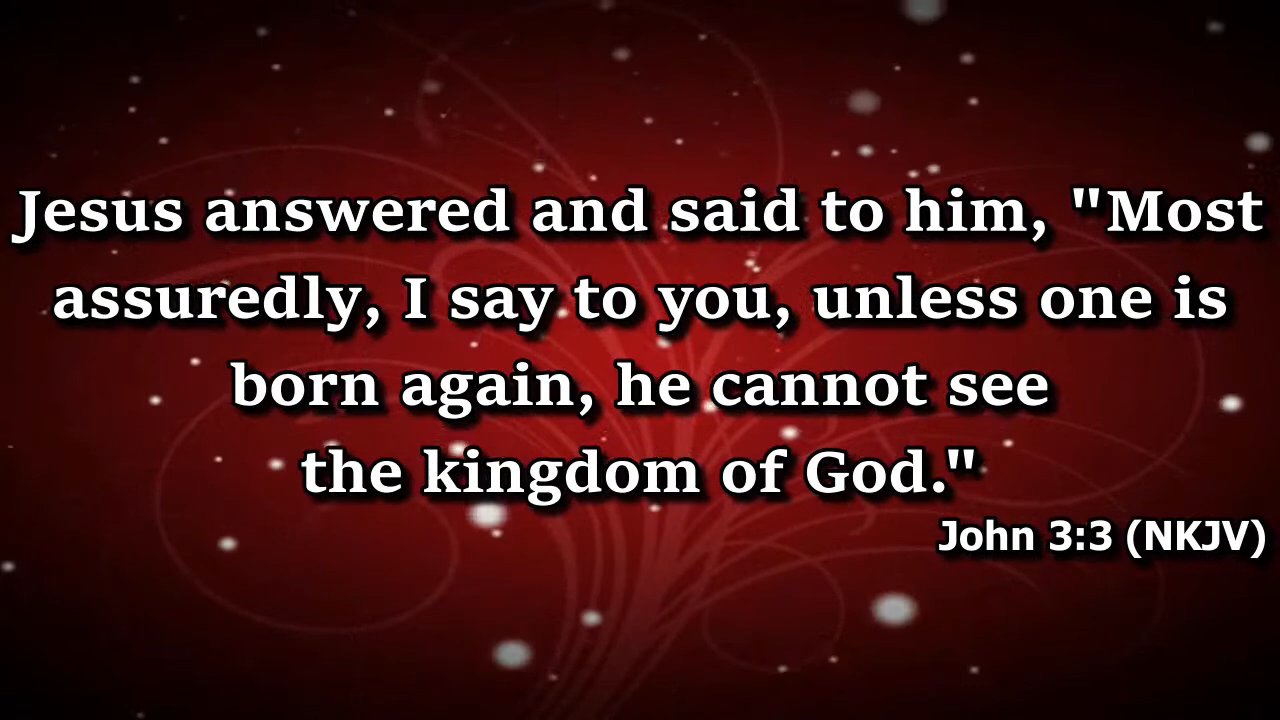 Jesus answered and said to him, "Most
assuredly, I say to you, unless one is
born again, he cannot see
the kingdom of God."
John 3:3 (NKJV)